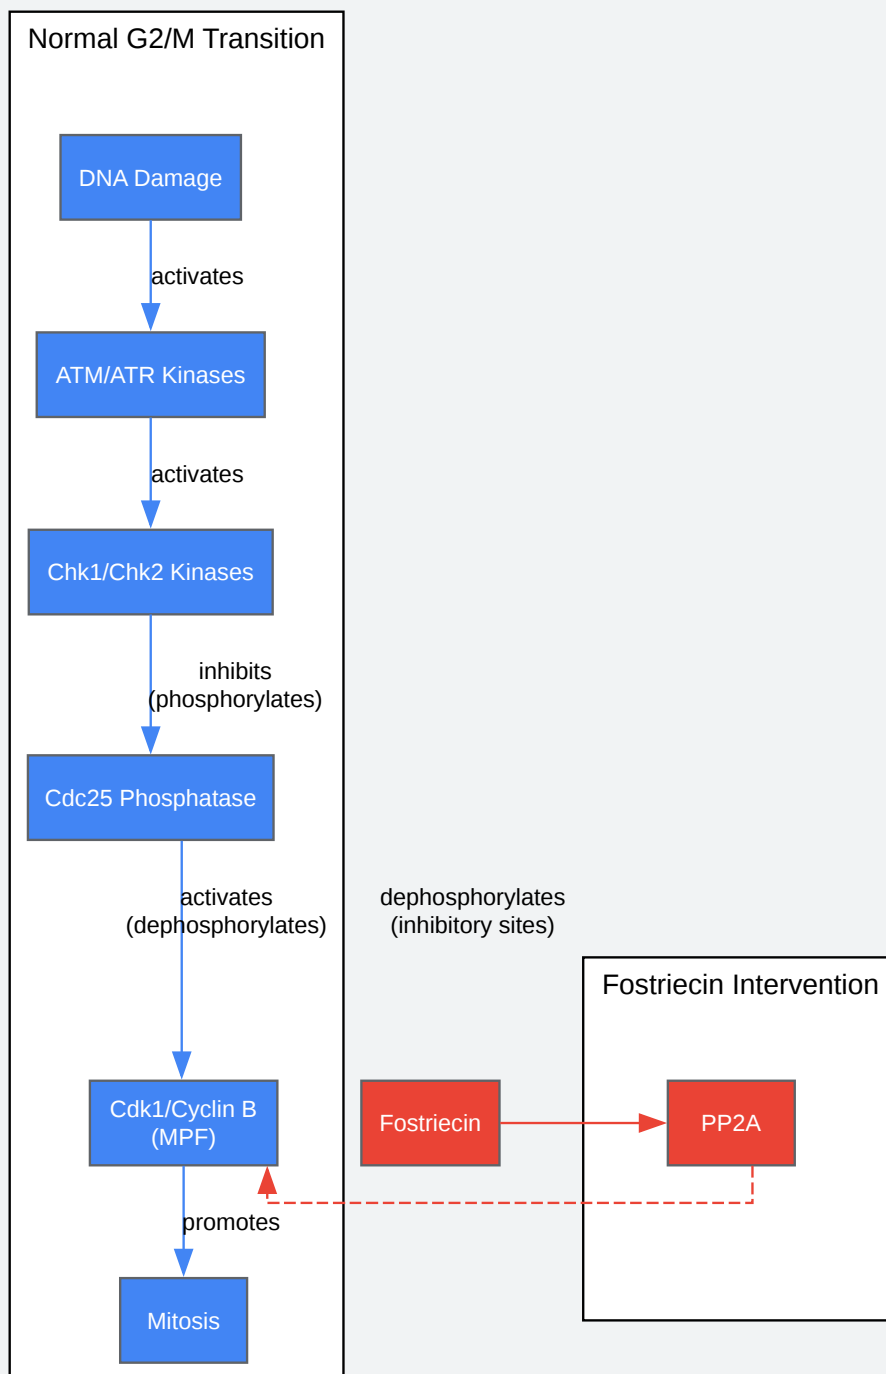 Normal G2/M Transition
DNA Damage
activates
ATM/ATR Kinases
activates
Chk1/Chk2 Kinases
inhibits
(phosphorylates)
Cdc25 Phosphatase
activates
(dephosphorylates)
dephosphorylates
(inhibitory sites)
Fostriecin Intervention
Cdk1/Cyclin B
(MPF)
Fostriecin
PP2A
promotes
Mitosis